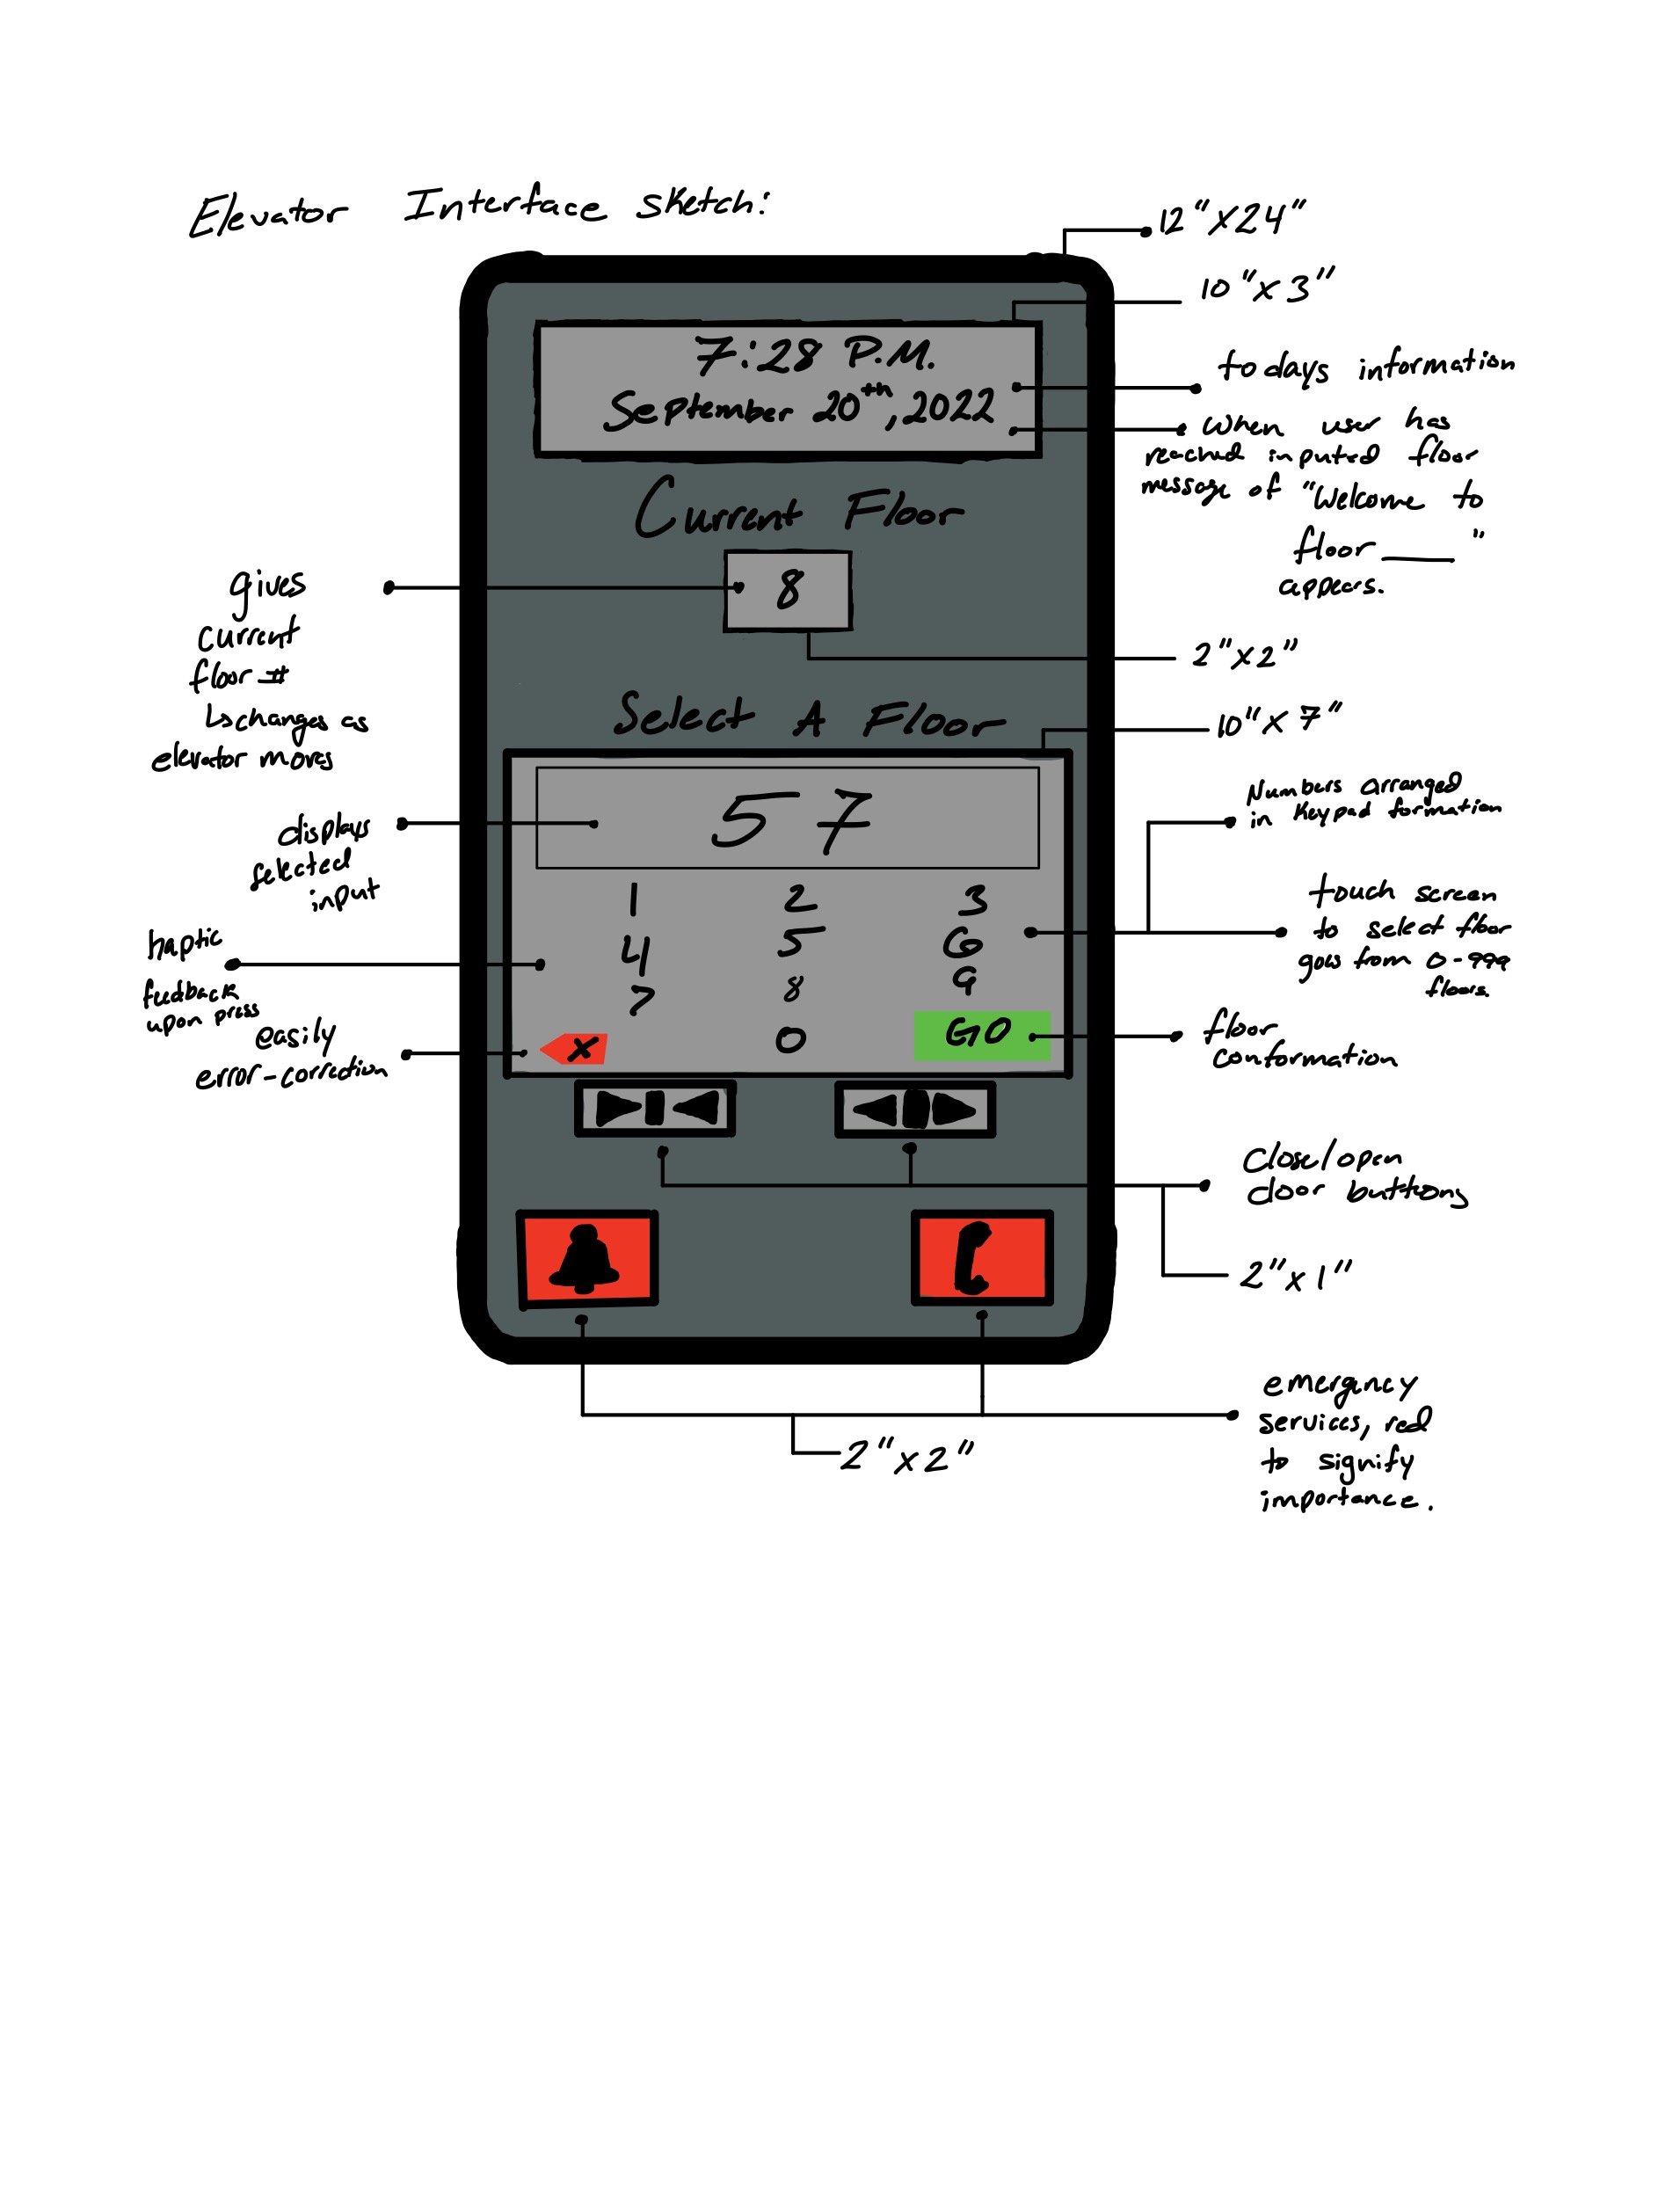 Elevator Interface sketch:
12"x24"
10"x3"
7:28 P.M.
September 20th, 2022
todays information
when user has
reached inputed floor
message of "Welcome to
floor ______"
appears.
Current Floor
8
gives
current
floor #
↳changes as
elevator moves
2"x2"
Select A Floor
10"x7"
57
displays
selected
input
Numbers arranged
in keypad formation
1 2 3
4 5 6
7 8 9
X 0 GO
touch screen
to select floor
goes from 0-999
floors.
haptic
feedback
upon press
easily
error-correction
floor
conformation
Close/open
door buttons
2"x1"
emergency
services, red
to signify
importance.
2"x2"